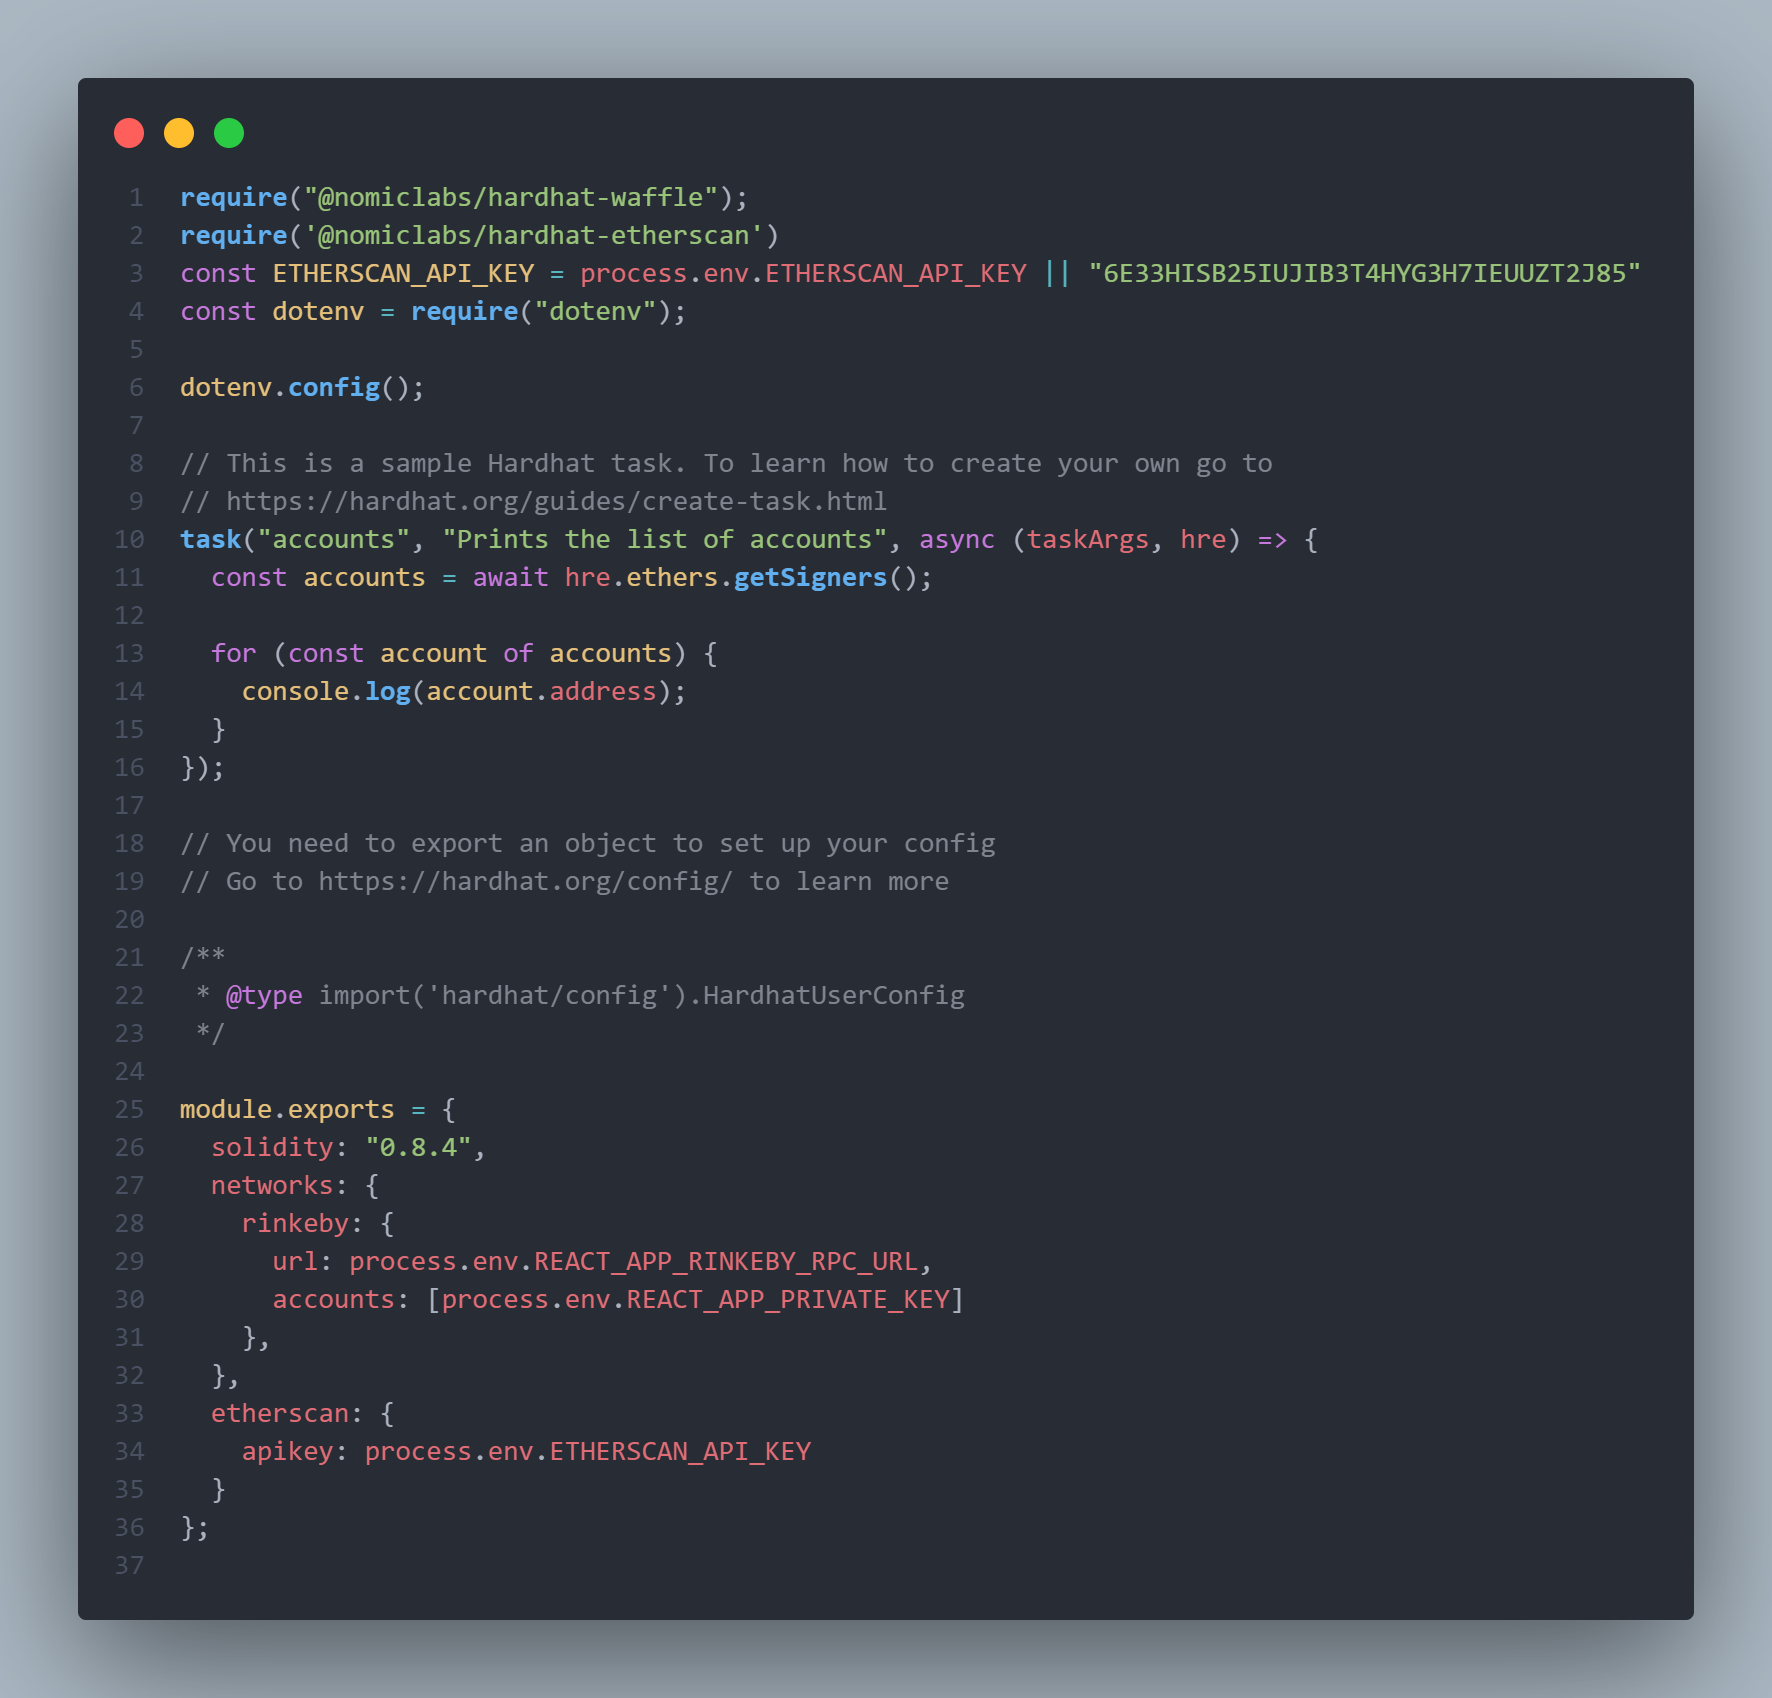 1 require("@nomiclabs/hardhat-waffle");
2 require('@nomiclabs/hardhat-etherscan')
3 const ETHERSCAN_API_KEY = process.env.ETHERSCAN_API_KEY || "6E33HISB25IUJIB3T4HYG3H7IEUUZT2J85"
4 const dotenv = require("dotenv");
5
6 dotenv.config();
7
8 // This is a sample Hardhat task. To learn how to create your own go to
9 // https://hardhat.org/guides/create-task.html
10 task("accounts", "Prints the list of accounts", async (taskArgs, hre) => {
11   const accounts = await hre.ethers.getSigners();
12
13   for (const account of accounts) {
14     console.log(account.address);
15   }
16 });
17
18 // You need to export an object to set up your config
19 // Go to https://hardhat.org/config/ to learn more
20
21 /**
22  * @type import('hardhat/config').HardhatUserConfig
23  */
24
25 module.exports = {
26   solidity: "0.8.4",
27   networks: {
28     rinkeby: {
29       url: process.env.REACT_APP_RINKEBY_RPC_URL,
30       accounts: [process.env.REACT_APP_PRIVATE_KEY]
31     },
32   },
33   etherscan: {
34     apikey: process.env.ETHERSCAN_API_KEY
35   }
36 };
37